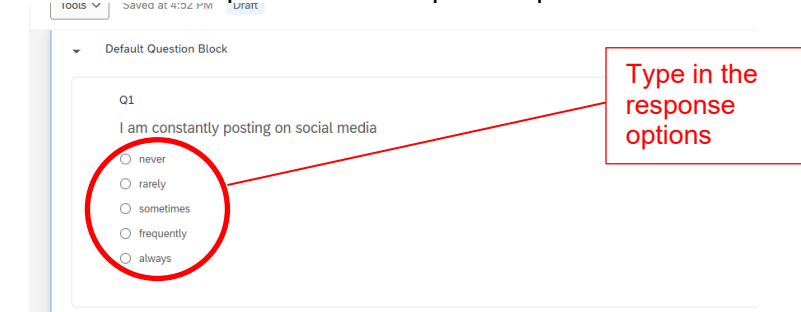 Tools Saved at 4:52 PM Draft
Default Question Block
Q1
I am constantly posting on social media
never
rarely
sometimes
frequently
always
Type in the
response
options